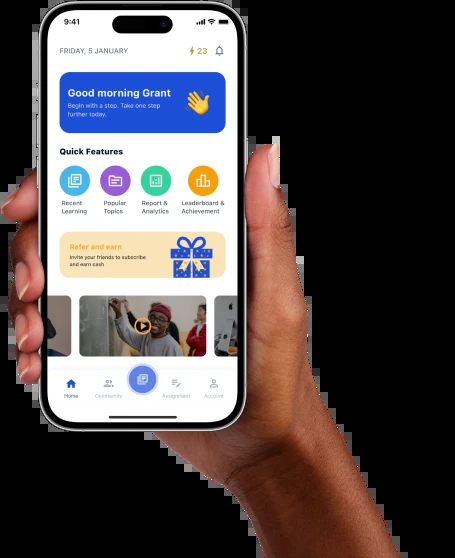 9:41
FRIDAY, 5 JANUARY
23
Good morning Grant
Begin with a step. Take one step
further today.
Quick Features
Recent
Learning
Popular
Topics
Report &
Analytics
Leaderboard &
Achievement
Refer and earn
Invite your friends to subscribe
and earn cash
Home
Community
Assignment
Account